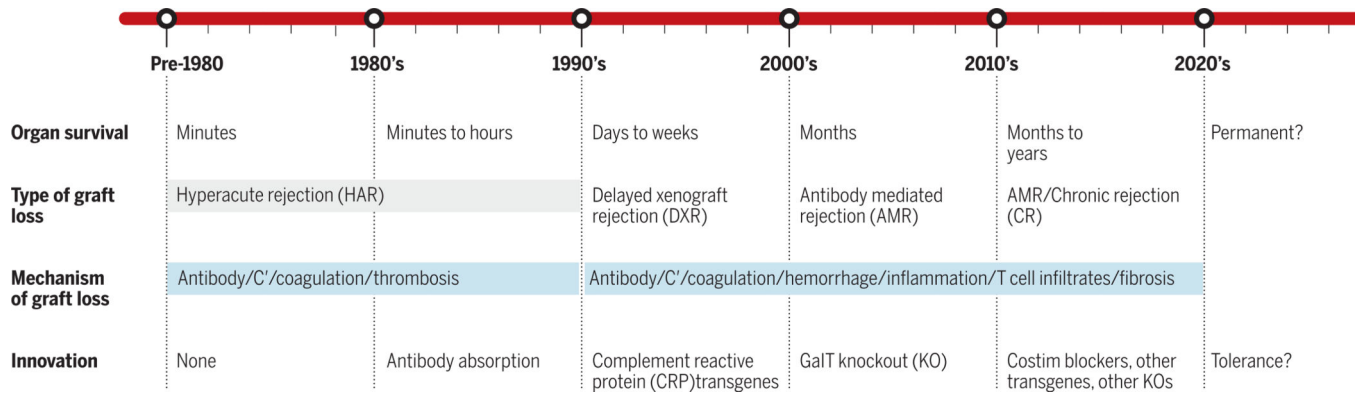 Pre-1980 1980's 1990's 2000's 2010's 2020's
Organ survival Minutes Minutes to hours Days to weeks Months Months to
years Permanent?
Type of graft
loss Hyperacute rejection (HAR) Delayed xenograft
rejection (DXR) Antibody mediated
rejection (AMR) AMR/Chronic rejection
(CR)
Mechanism
of graft loss Antibody/C'/coagulation/thrombosis Antibody/C'/coagulation/hemorrhage/inflammation/T cell infiltrates/fibrosis
Innovation None Antibody absorption Complement reactive
protein (CRP)transgenes GalT knockout (KO) Costim blockers, other
transgenes, other KOs Tolerance?